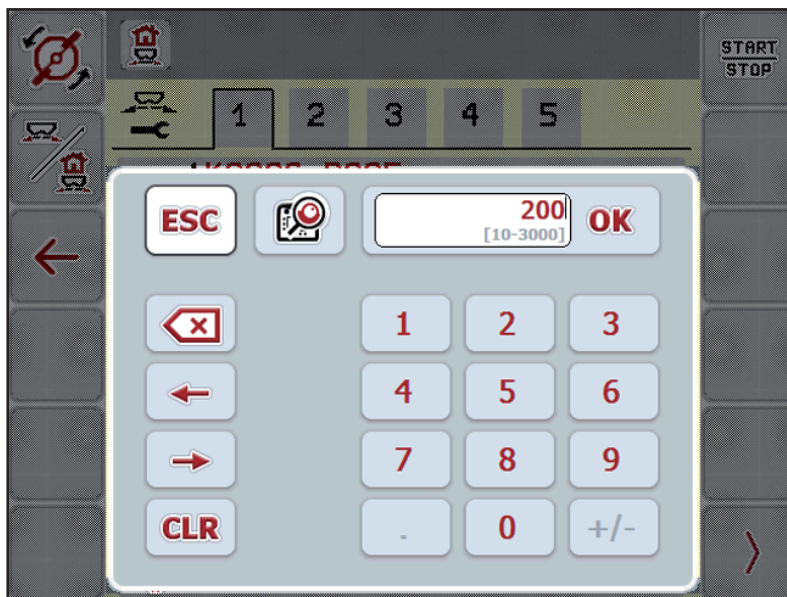 START
STOP
1 2 3 4 5
ESC 200 OK
[10-3000]
1 2 3
4 5 6
7 8 9
CLR . 0 +/-